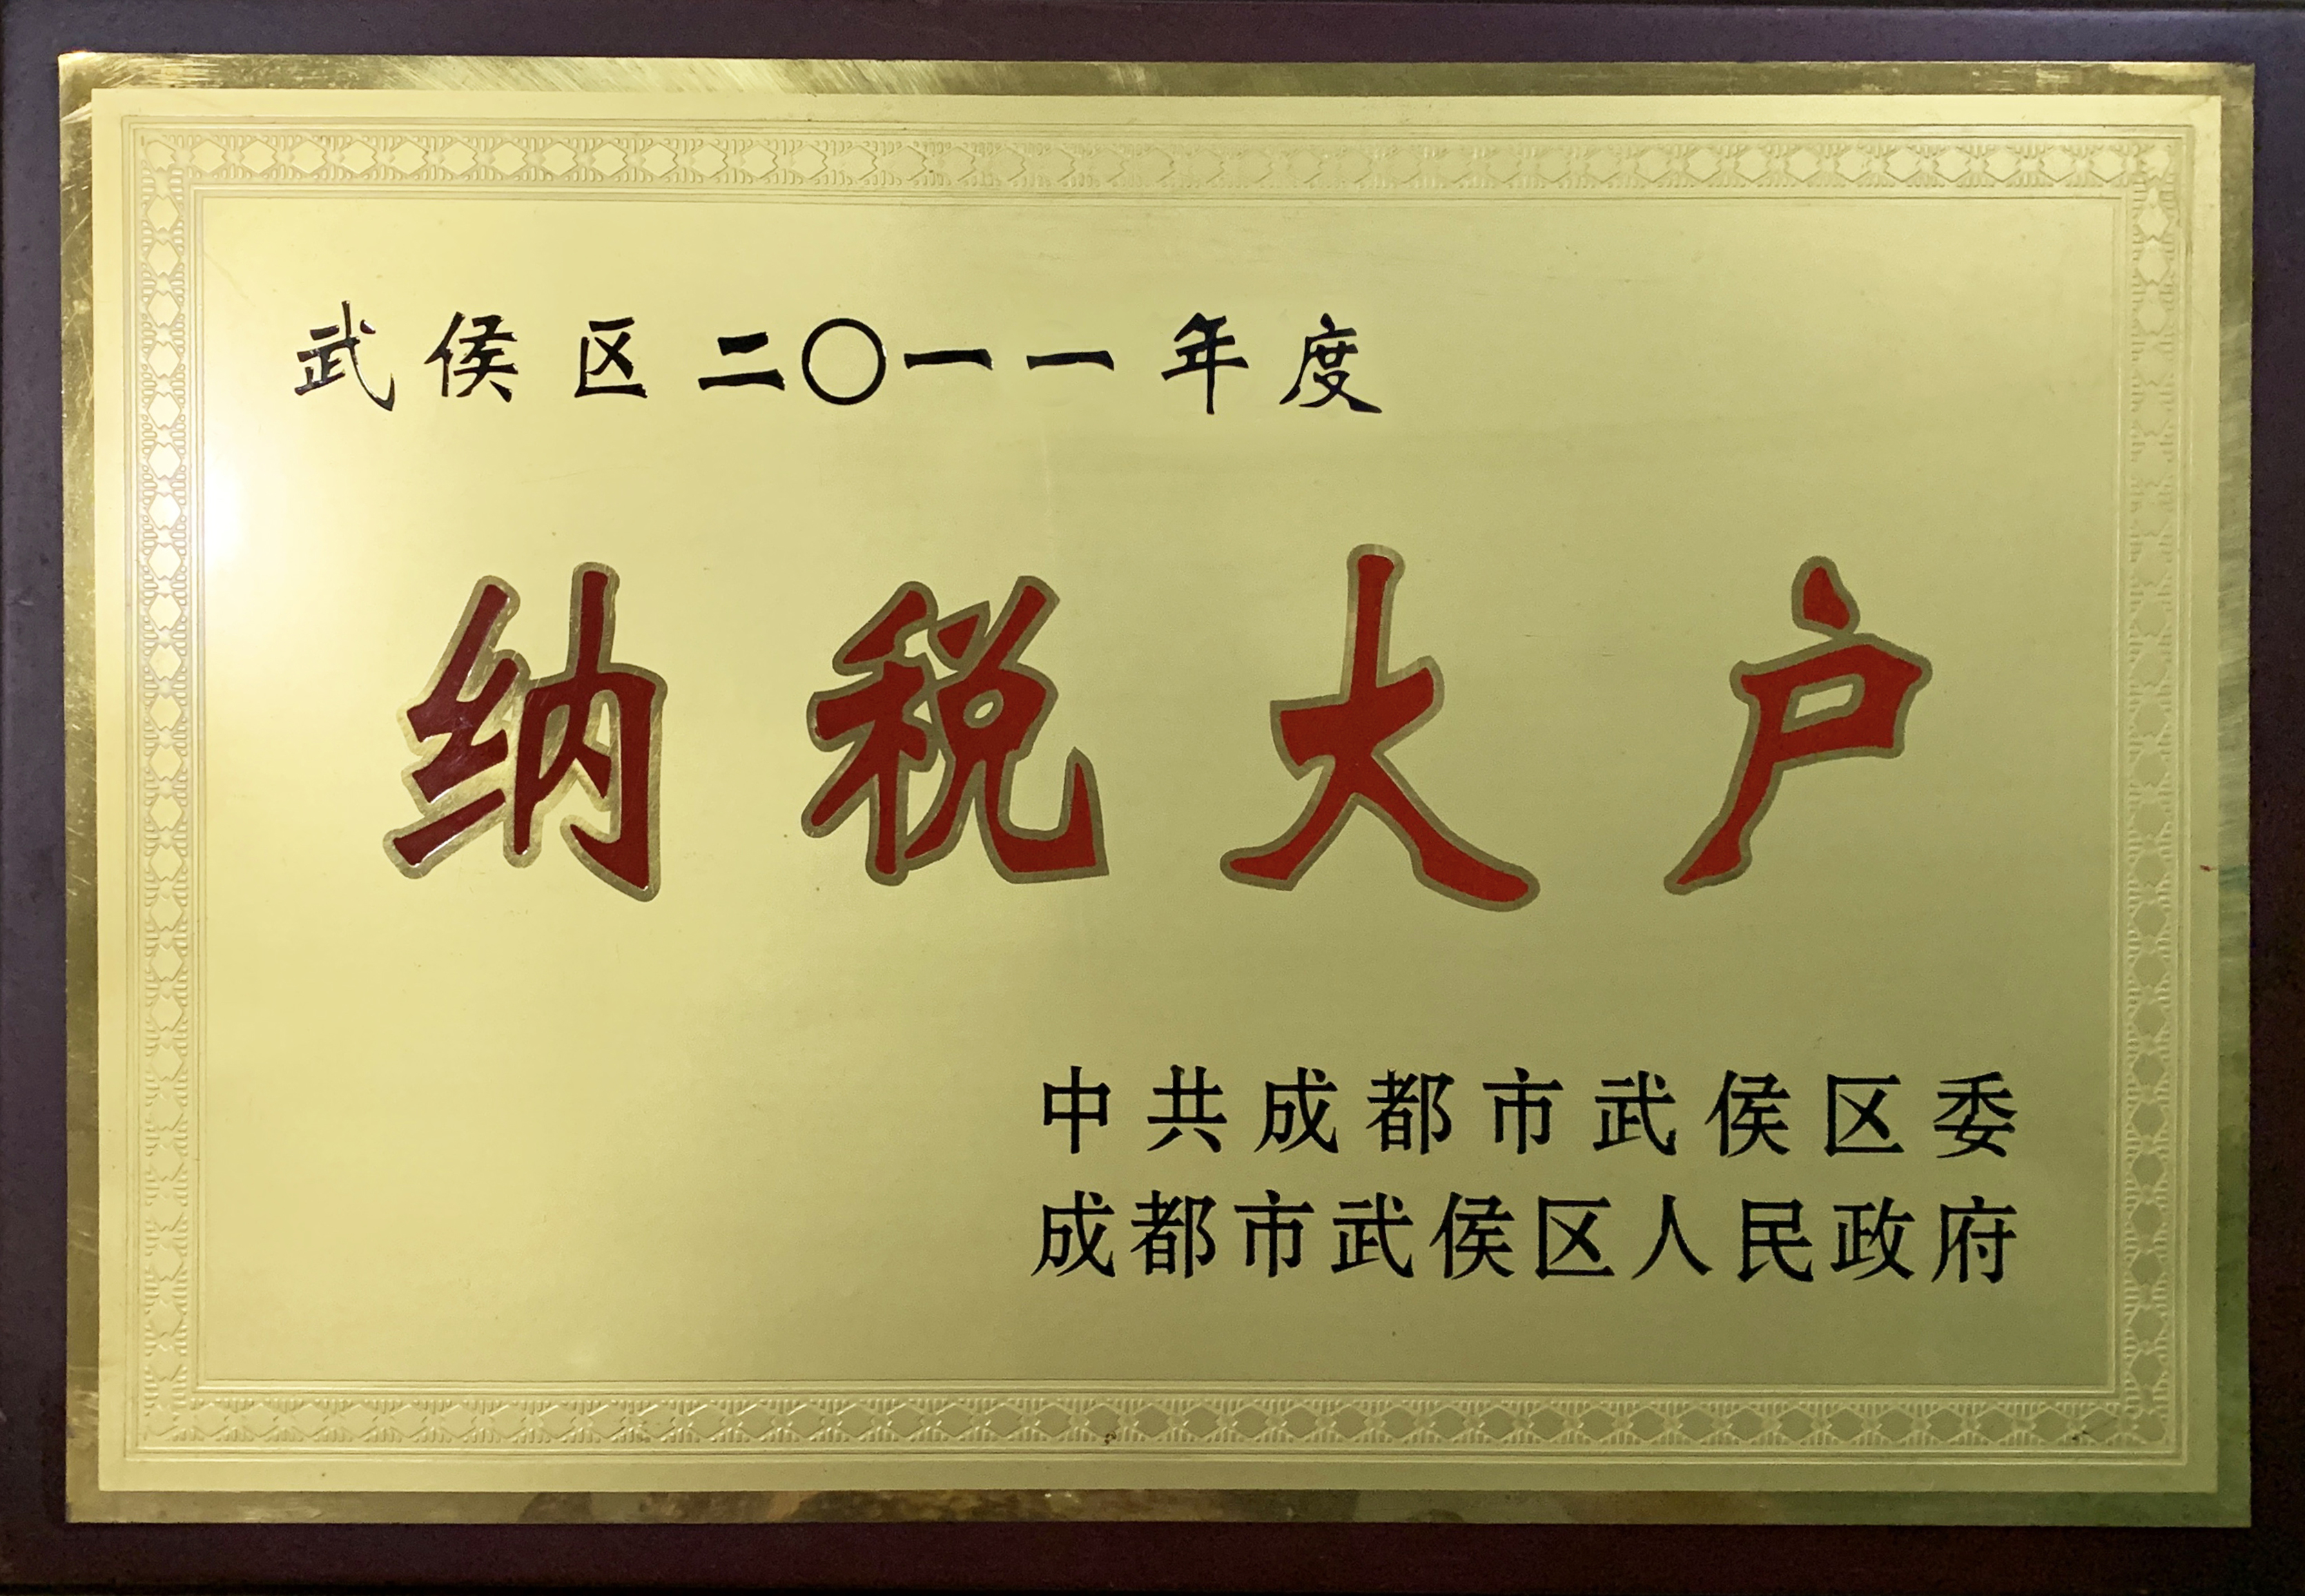 武侯区二〇一一年度
纳税大户
中共成都市武侯区委
成都市武侯区人民政府